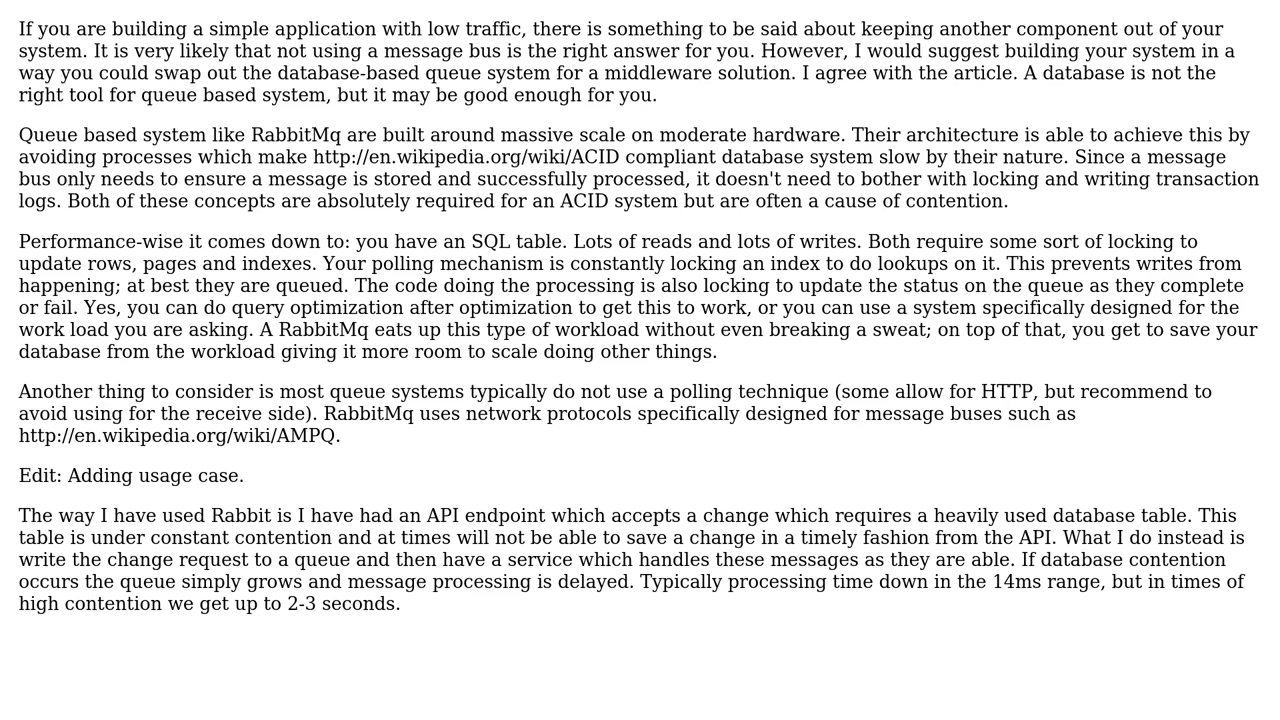 If you are building a simple application with low traffic, there is something to be said about keeping another component out of your
system. It is very likely that not using a message bus is the right answer for you. However, I would suggest building your system in a
way you could swap out the database-based queue system for a middleware solution. I agree with the article. A database is not the
right tool for queue based system, but it may be good enough for you.
Queue based system like RabbitMq are built around massive scale on moderate hardware. Their architecture is able to achieve this by
avoiding processes which make http://en.wikipedia.org/wiki/ACID compliant database system slow by their nature. Since a message
bus only needs to ensure a message is stored and successfully processed, it doesn't need to bother with locking and writing transaction
logs. Both of these concepts are absolutely required for an ACID system but are often a cause of contention.
Performance-wise it comes down to: you have an SQL table. Lots of reads and lots of writes. Both require some sort of locking to
update rows, pages and indexes. Your polling mechanism is constantly locking an index to do lookups on it. This prevents writes from
happening; at best they are queued. The code doing the processing is also locking to update the status on the queue as they complete
or fail. Yes, you can do query optimization after optimization to get this to work, or you can use a system specifically designed for the
work load you are asking. A RabbitMq eats up this type of workload without even breaking a sweat; on top of that, you get to save your
database from the workload giving it more room to scale doing other things.
Another thing to consider is most queue systems typically do not use a polling technique (some allow for HTTP, but recommend to
avoid using for the receive side). RabbitMq uses network protocols specifically designed for message buses such as
http://en.wikipedia.org/wiki/AMPQ.
Edit: Adding usage case.
The way I have used Rabbit is I have had an API endpoint which accepts a change which requires a heavily used database table. This
table is under constant contention and at times will not be able to save a change in a timely fashion from the API. What I do instead is
write the change request to a queue and then have a service which handles these messages as they are able. If database contention
occurs the queue simply grows and message processing is delayed. Typically processing time down in the 14ms range, but in times of
high contention we get up to 2-3 seconds.